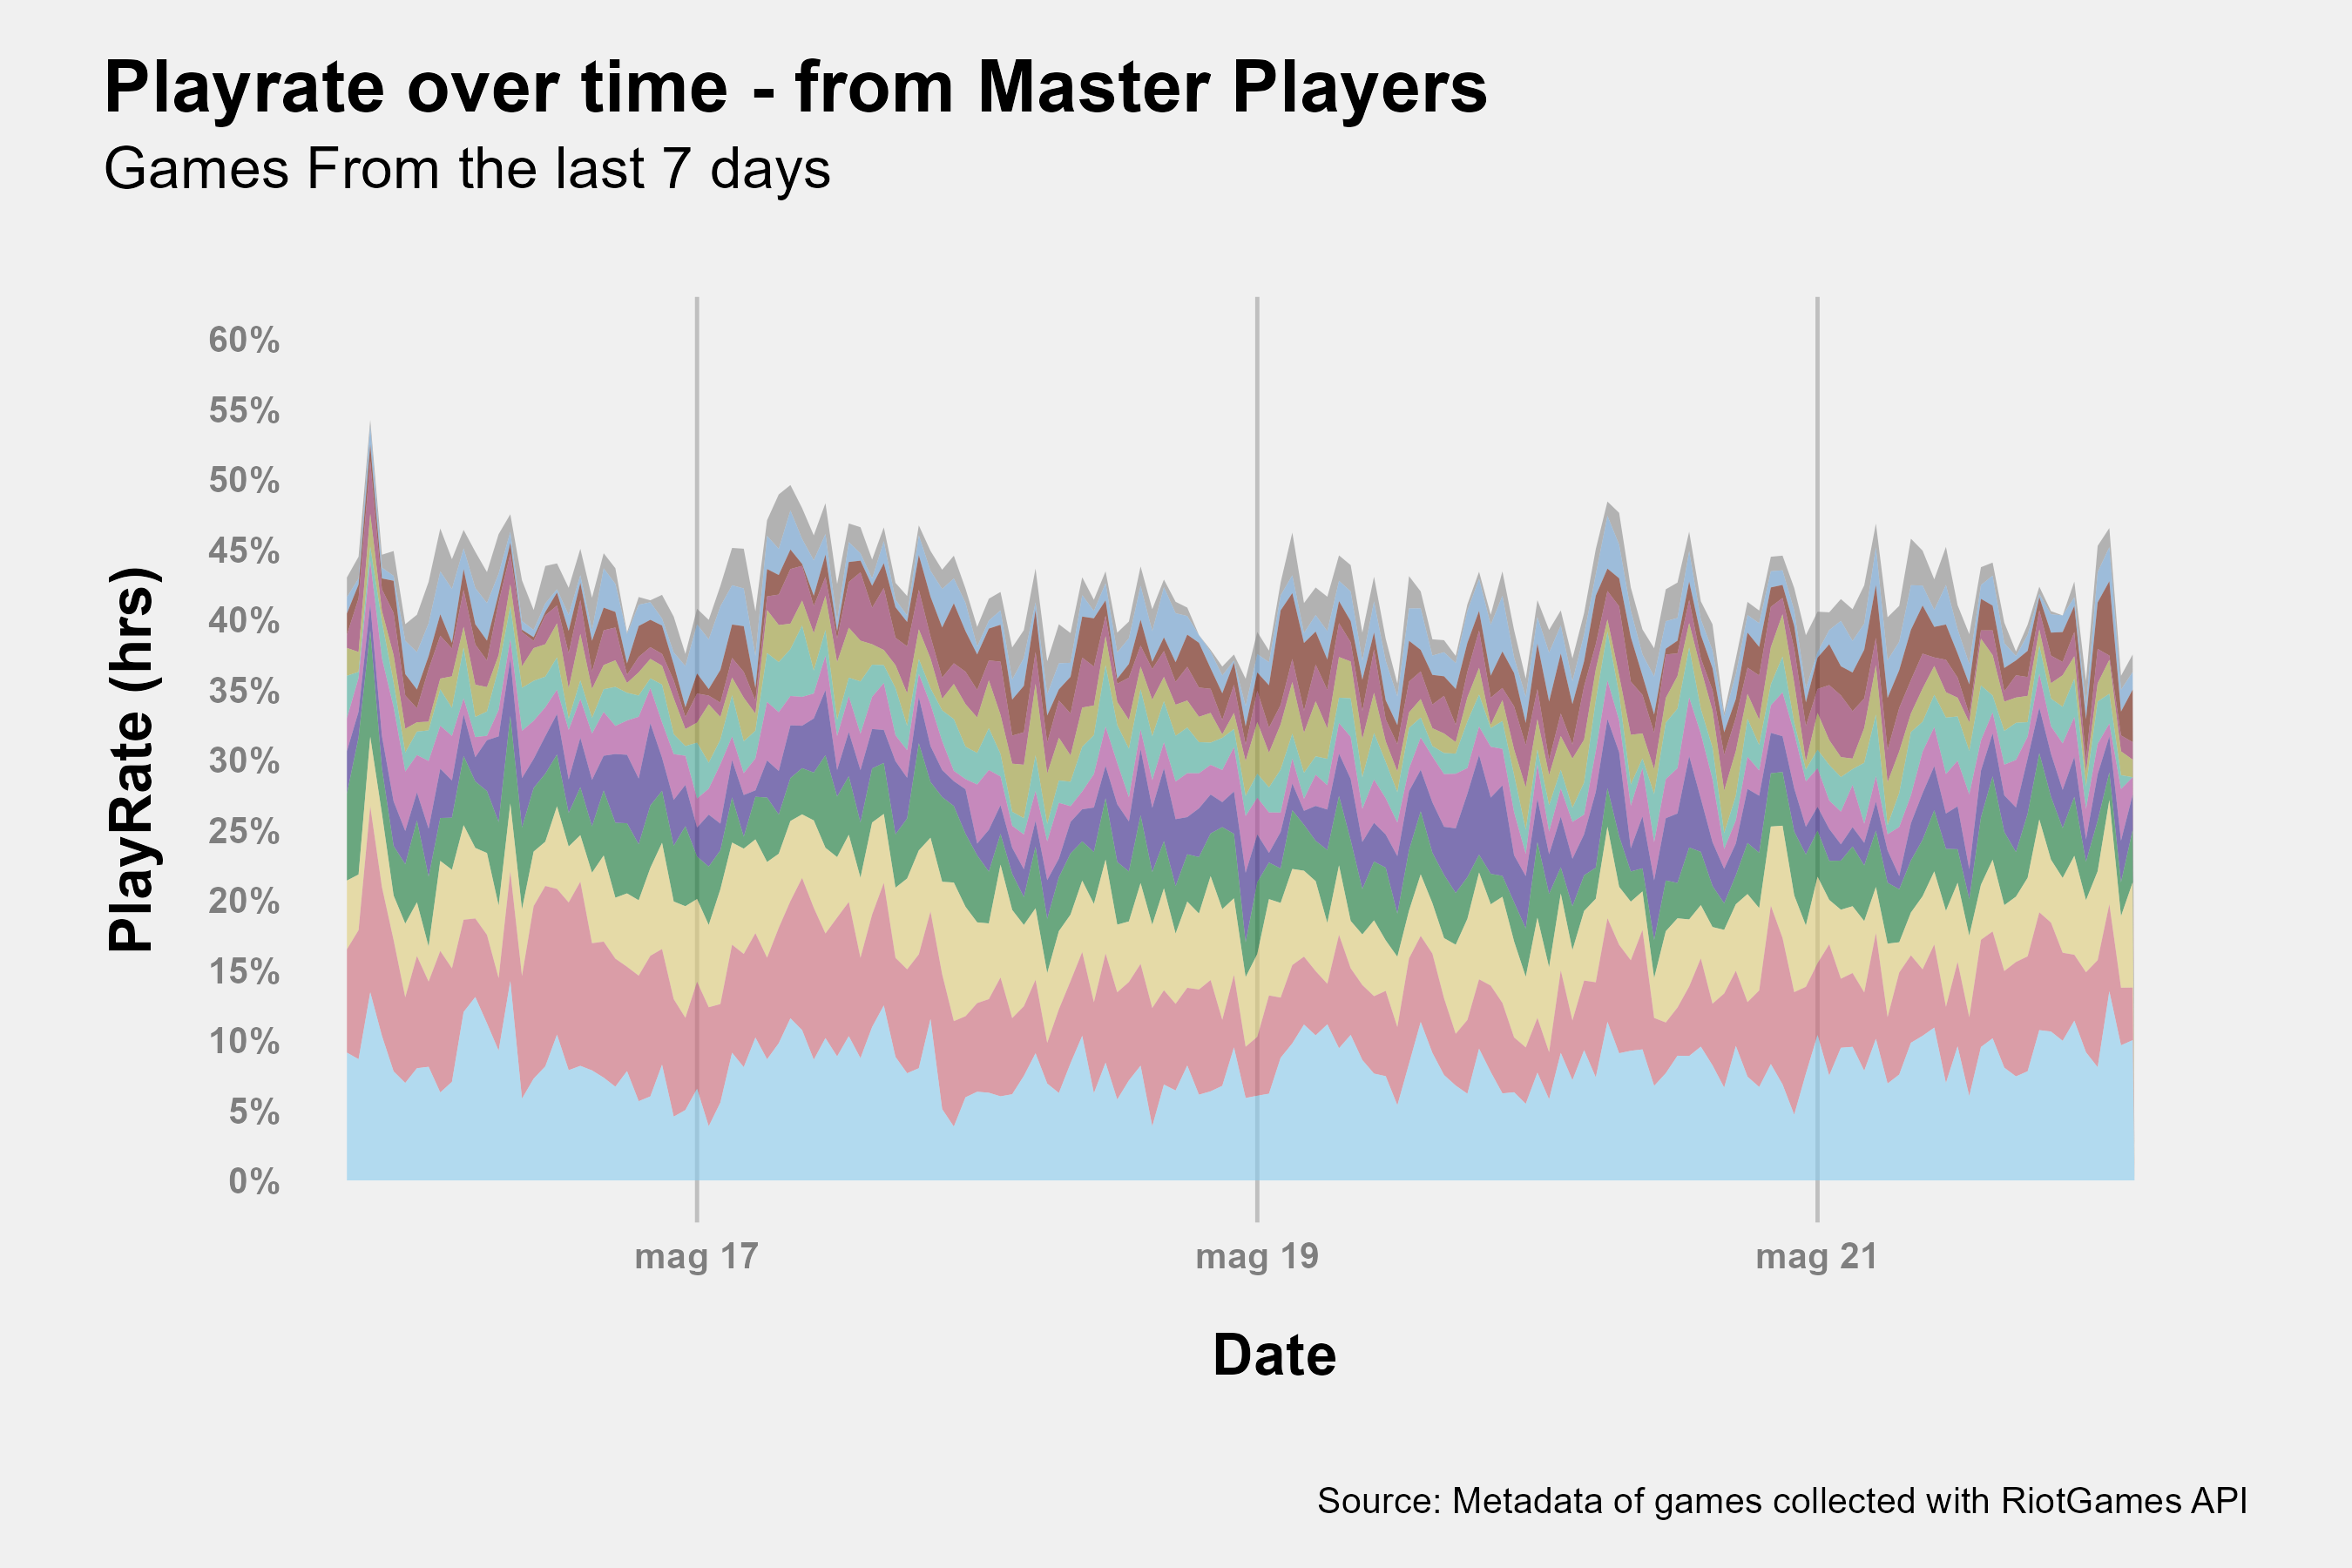 Playrate over time - from Master Players
Games From the last 7 days
PlayRate (hrs)
60%
55%
50%
45%
40%
35%
30%
25%
20%
15%
10%
5%
0%
mag 17
mag 19
mag 21
Date
Source: Metadata of games collected with RiotGames API